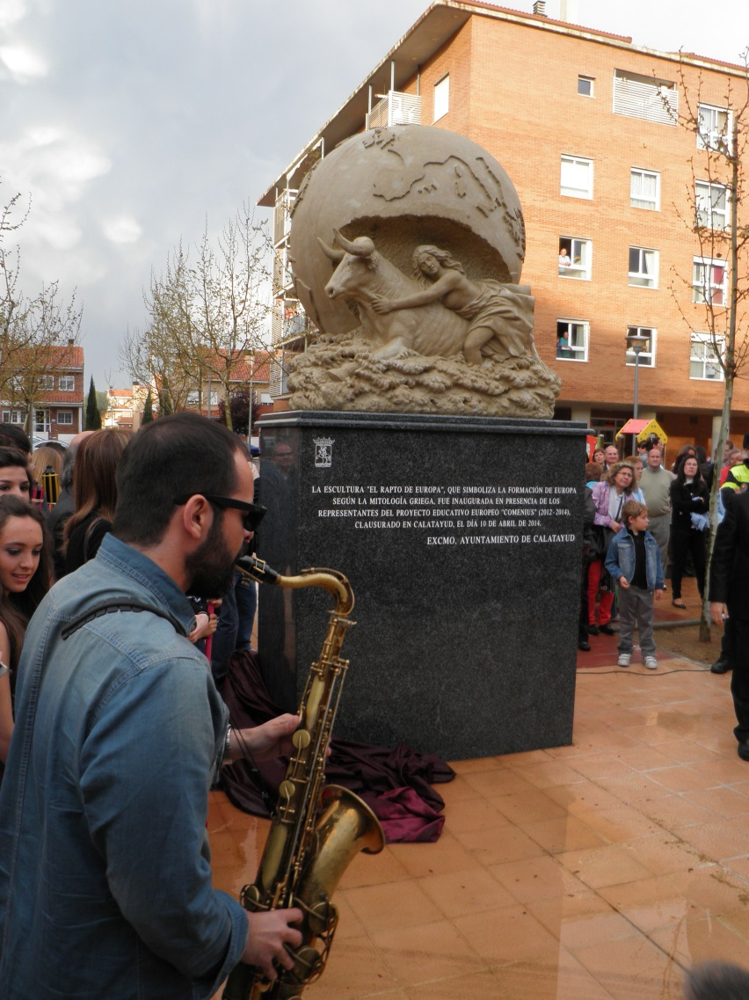 LA ESCULTURA "EL RAPTO DE EUROPA", QUE SIMBOLIZA LA FORMACIÓN DE EUROPA
SEGÚN LA MITOLOGÍA GRIEGA, FUE INAUGURADA EN PRESENCIA DE LOS
REPRESENTANTES DEL PROYECTO EDUCATIVO EUROPEO "COMENIUS" (2012-2014),
CLAUSURADO EN CALATAYUD, EL DÍA 10 DE ABRIL DE 2014.
EXCMO. AYUNTAMIENTO DE CALATAYUD